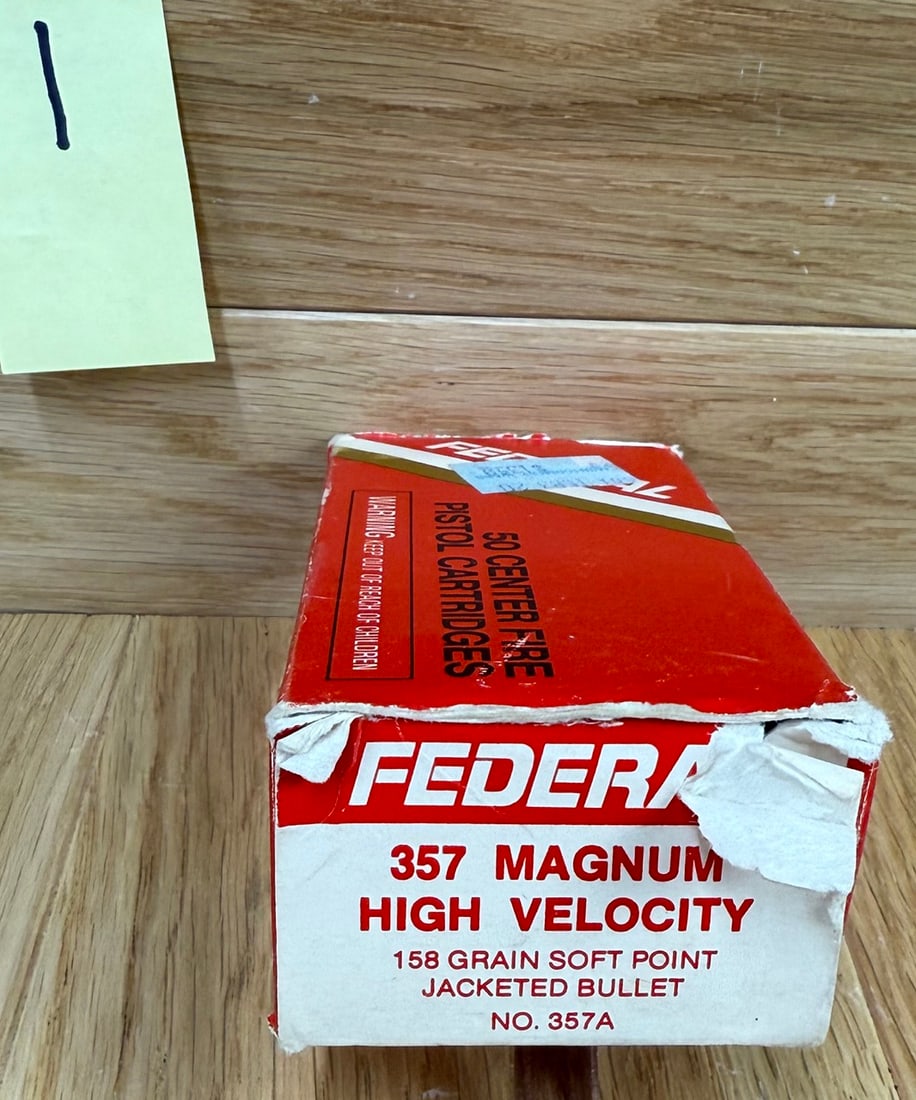 1
FEDERAL
50 CENTER FIRE
PISTOL CARTRIDGES
WARNING KEEP OUT OF REACH OF CHILDREN
FEDERA
357 MAGNUM
HIGH VELOCITY
158 GRAIN SOFT POINT
JACKETED BULLET
NO. 357A